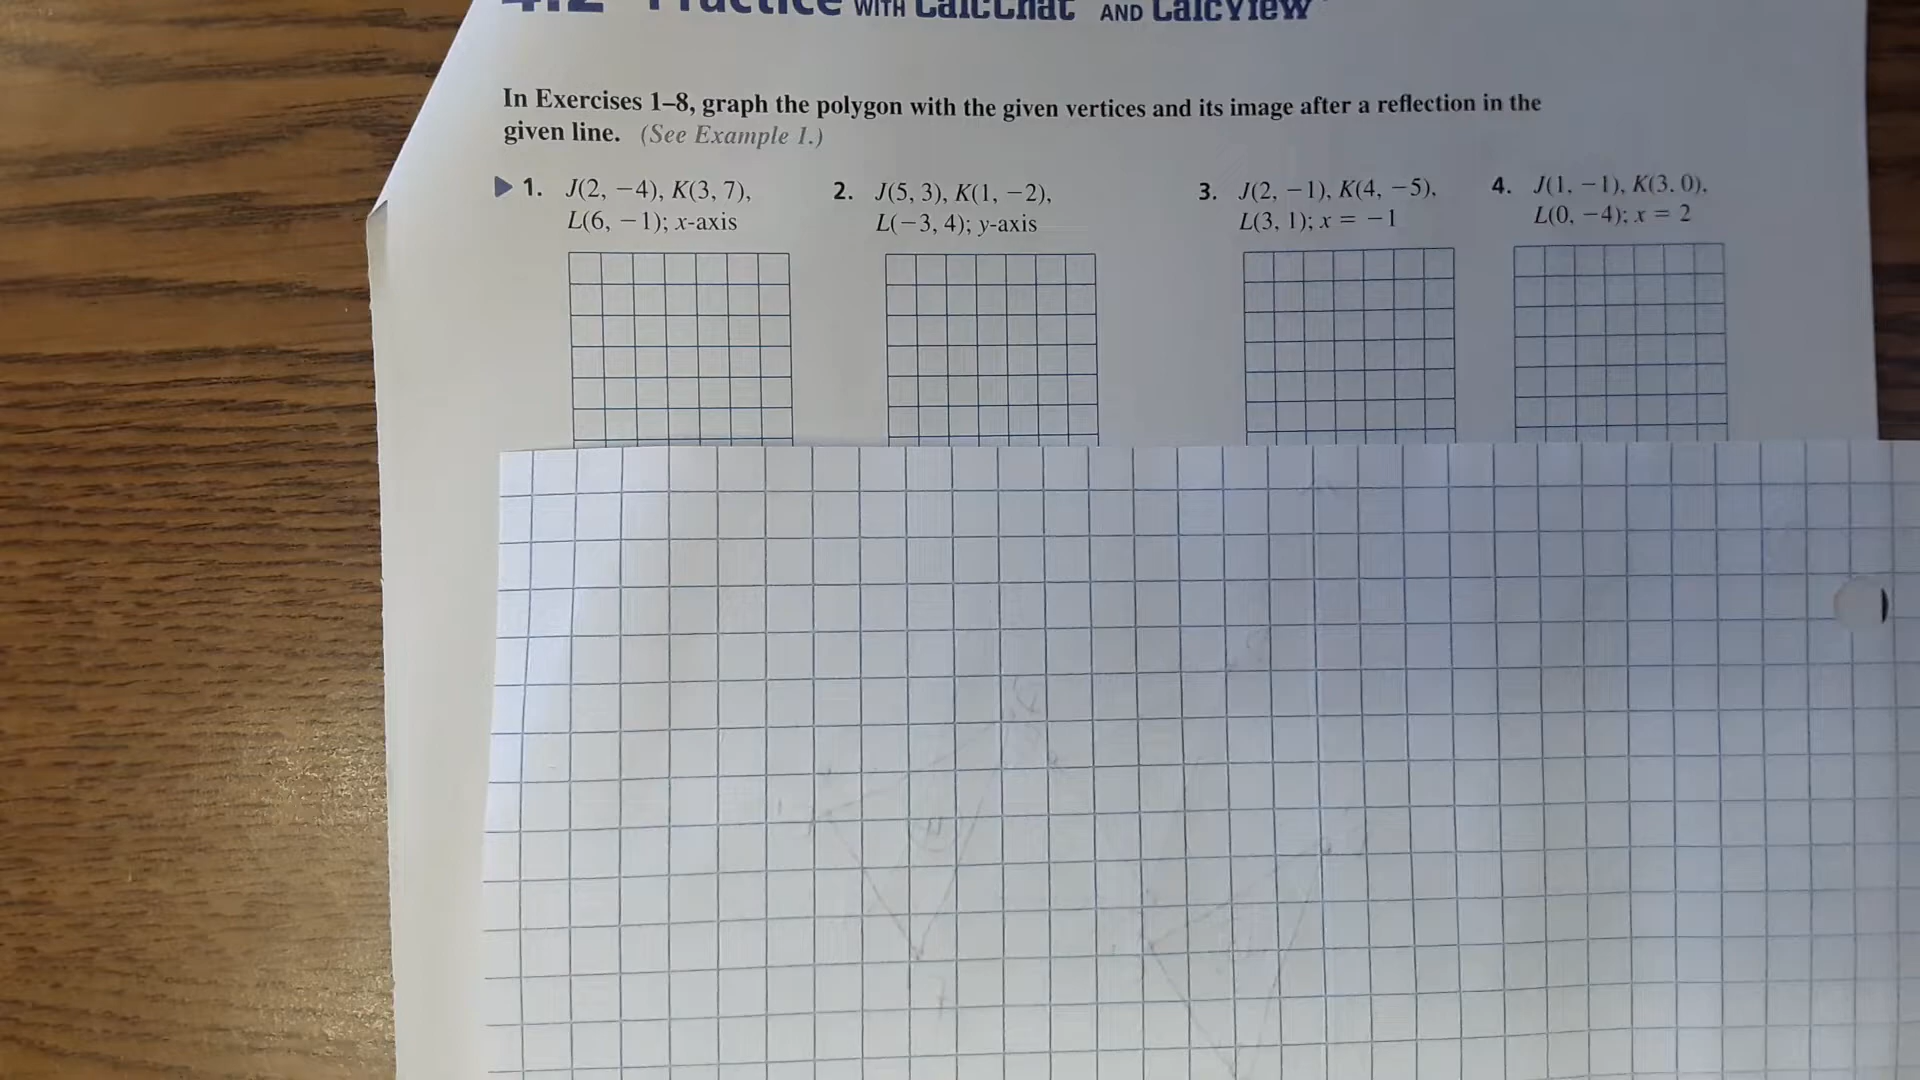 4.2 Practice WITH CalcChat AND CalcView
In Exercises 1–8, graph the polygon with the given vertices and its image after a reflection in the
given line. (See Example 1.)
1. J(2, −4), K(3, 7),
L(6, −1); x-axis
2. J(5, 3), K(1, −2),
L(−3, 4); y-axis
3. J(2, −1), K(4, −5),
L(3, 1); x = −1
4. J(1, −1), K(3, 0),
L(0, −4); x = 2